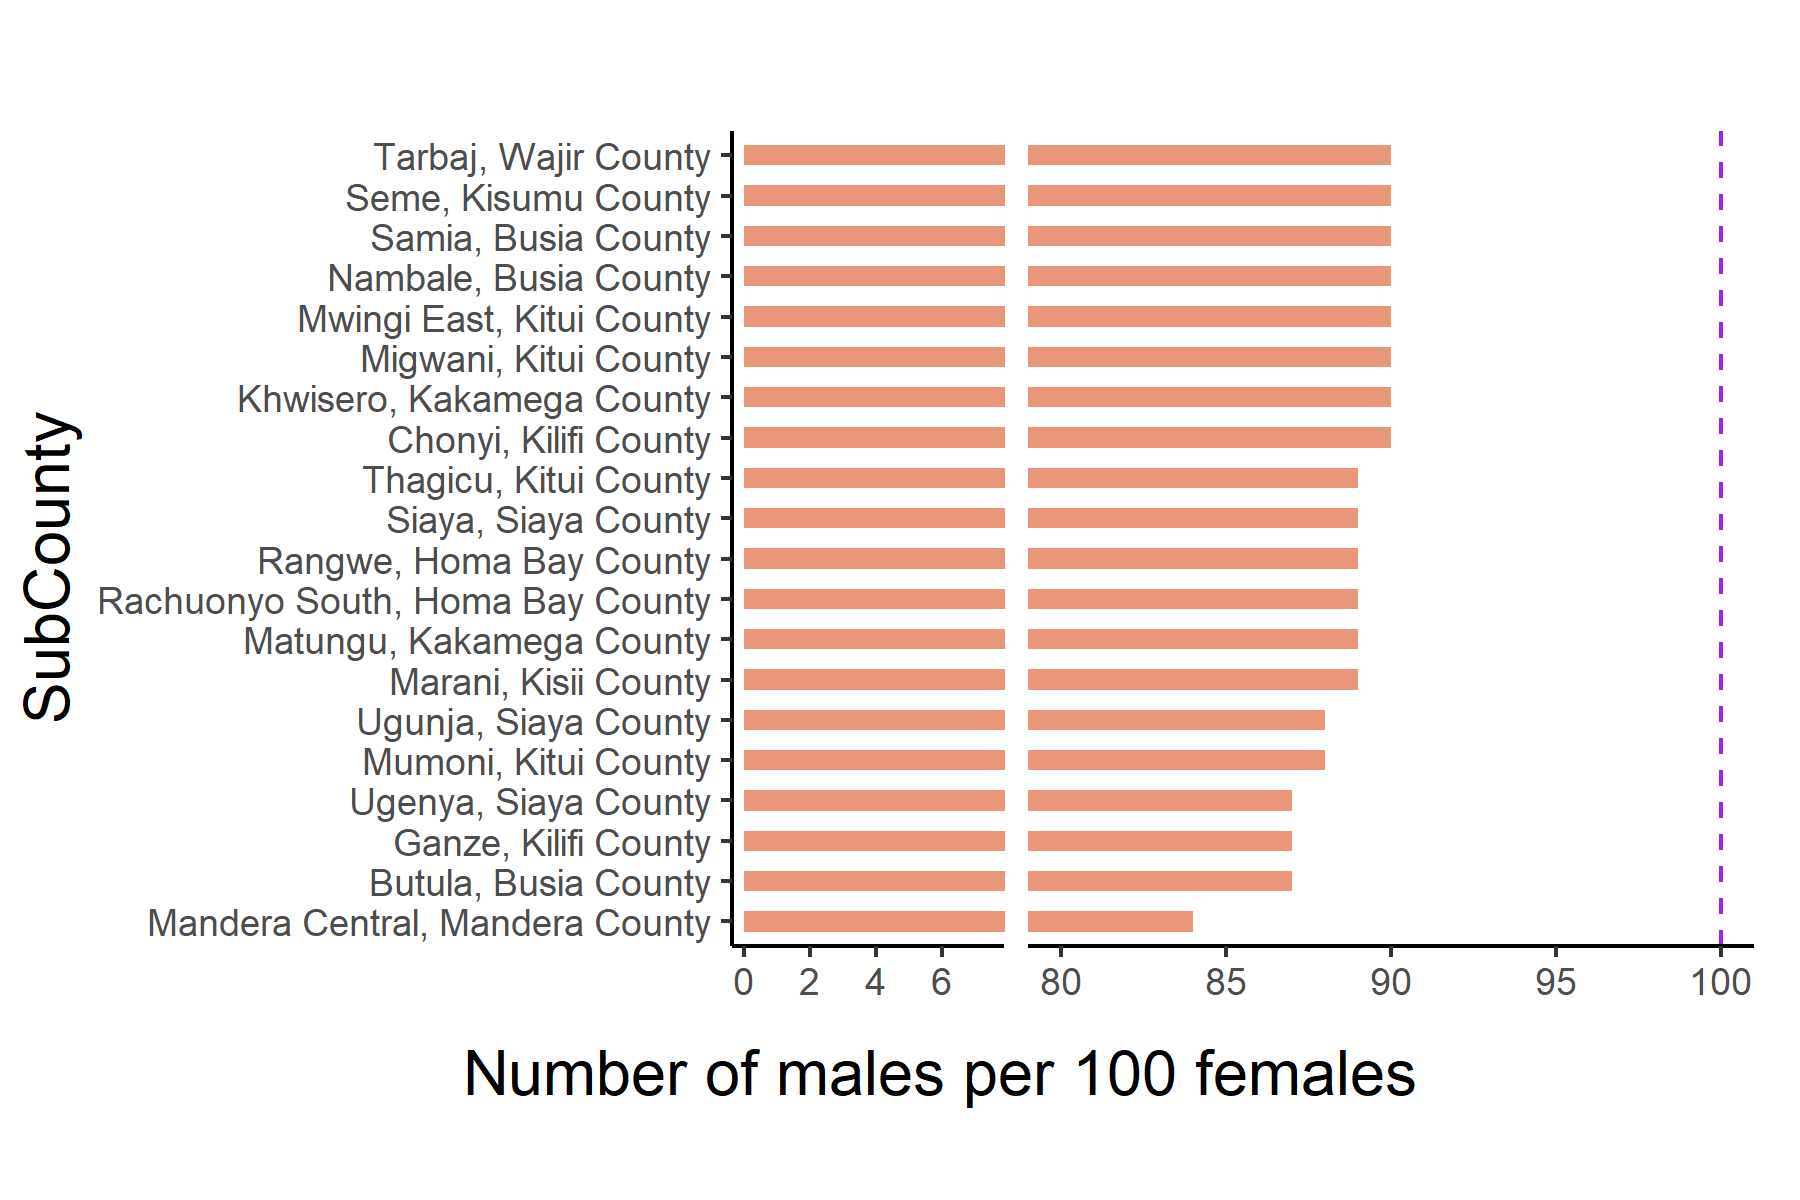 Tarbaj, Wajir County
Seme, Kisumu County
Samia, Busia County
Nambale, Busia County
Mwingi East, Kitui County
Migwani, Kitui County
Khwisero, Kakamega County
Chonyi, Kilifi County
Thagicu, Kitui County
Siaya, Siaya County
Rangwe, Homa Bay County
Rachuonyo South, Homa Bay County
Matungu, Kakamega County
Marani, Kisii County
Ugunja, Siaya County
Mumoni, Kitui County
Ugenya, Siaya County
Ganze, Kilifi County
Butula, Busia County
Mandera Central, Mandera County
SubCounty
0 2 4 6 80 85 90 95 100
Number of males per 100 females